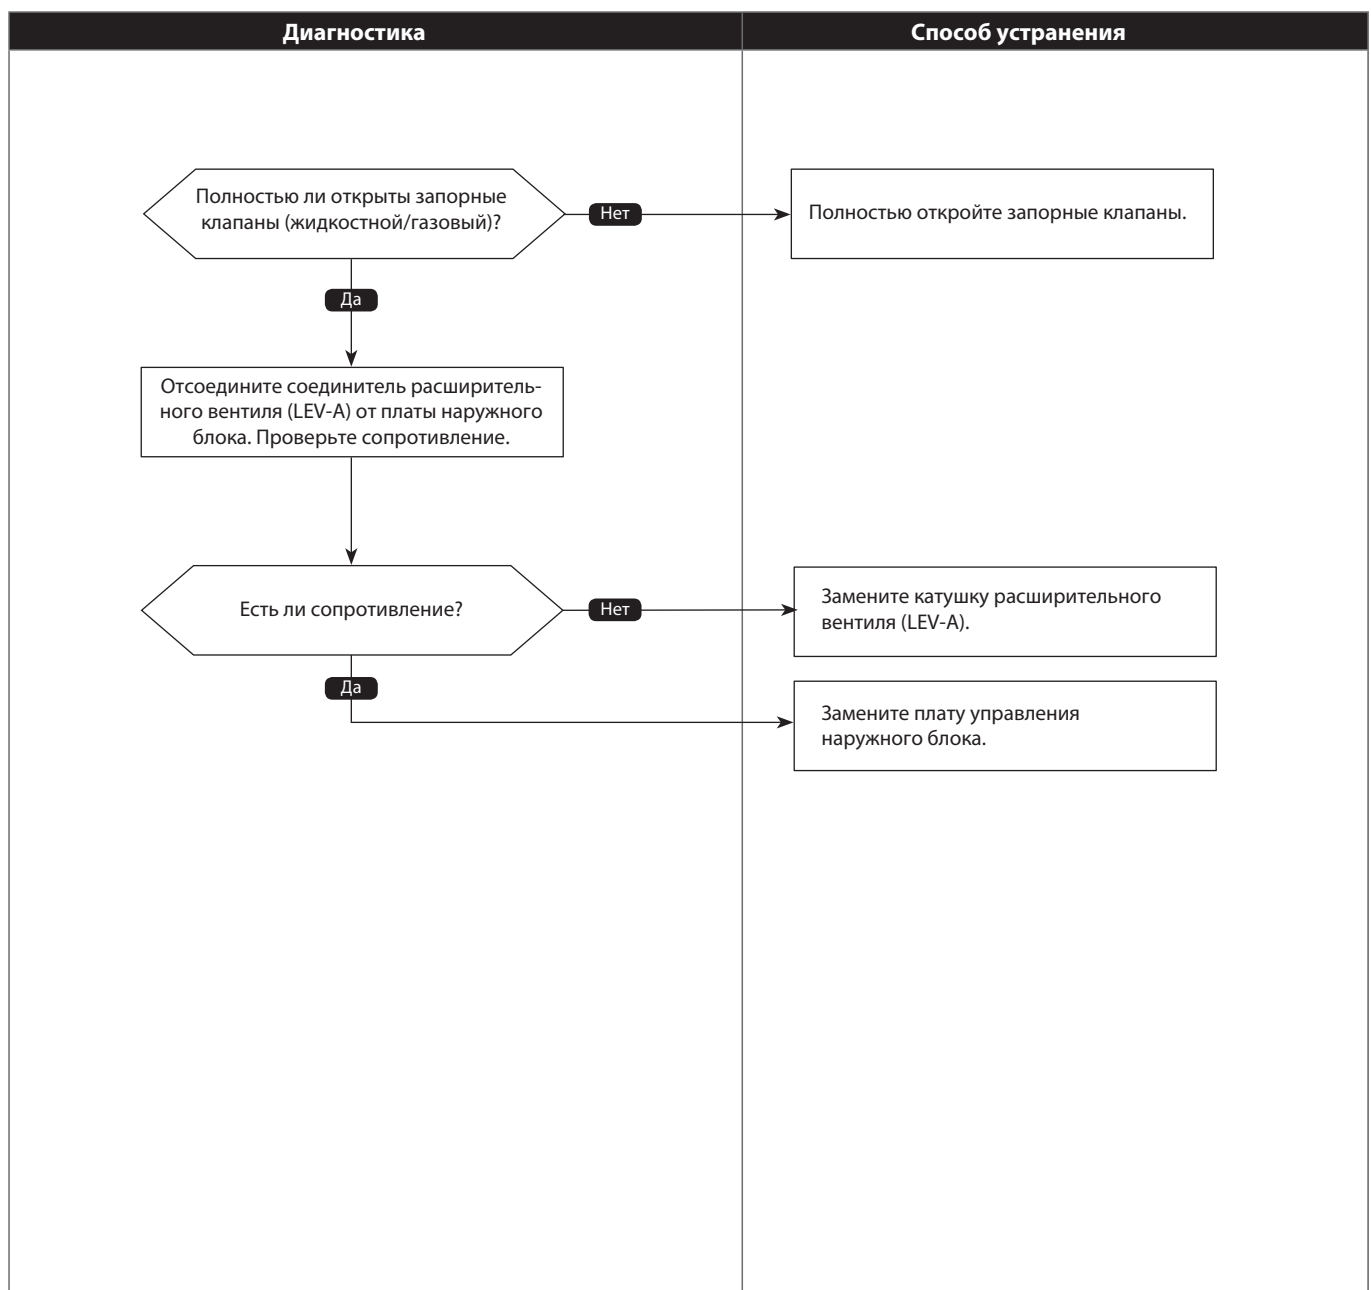 Диагностика
Способ устранения
Полностью ли открыты запорные
клапаны (жидкостной/газовый)?
Нет
Полностью откройте запорные клапаны.
Да
Отсоедините соединитель расширитель-
ного вентиля (LEV-A) от платы наружного
блока. Проверьте сопротивление.
Есть ли сопротивление?
Нет
Замените катушку расширительного
вентиля (LEV-A).
Да
Замените плату управления
наружного блока.